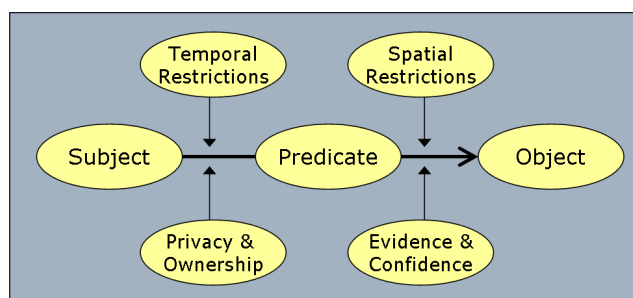 Temporal
Restrictions
Spatial
Restrictions
Subject
Predicate
Object
Privacy &
Ownership
Evidence &
Confidence